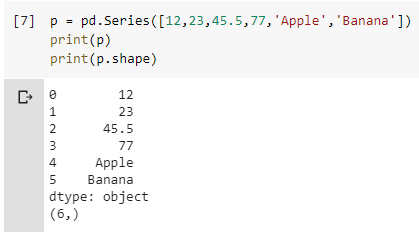 [7] p = pd.Series([12,23,45.5,77,'Apple','Banana'])
print(p)
print(p.shape)
0 12
1 23
2 45.5
3 77
4 Apple
5 Banana
dtype: object
(6,)